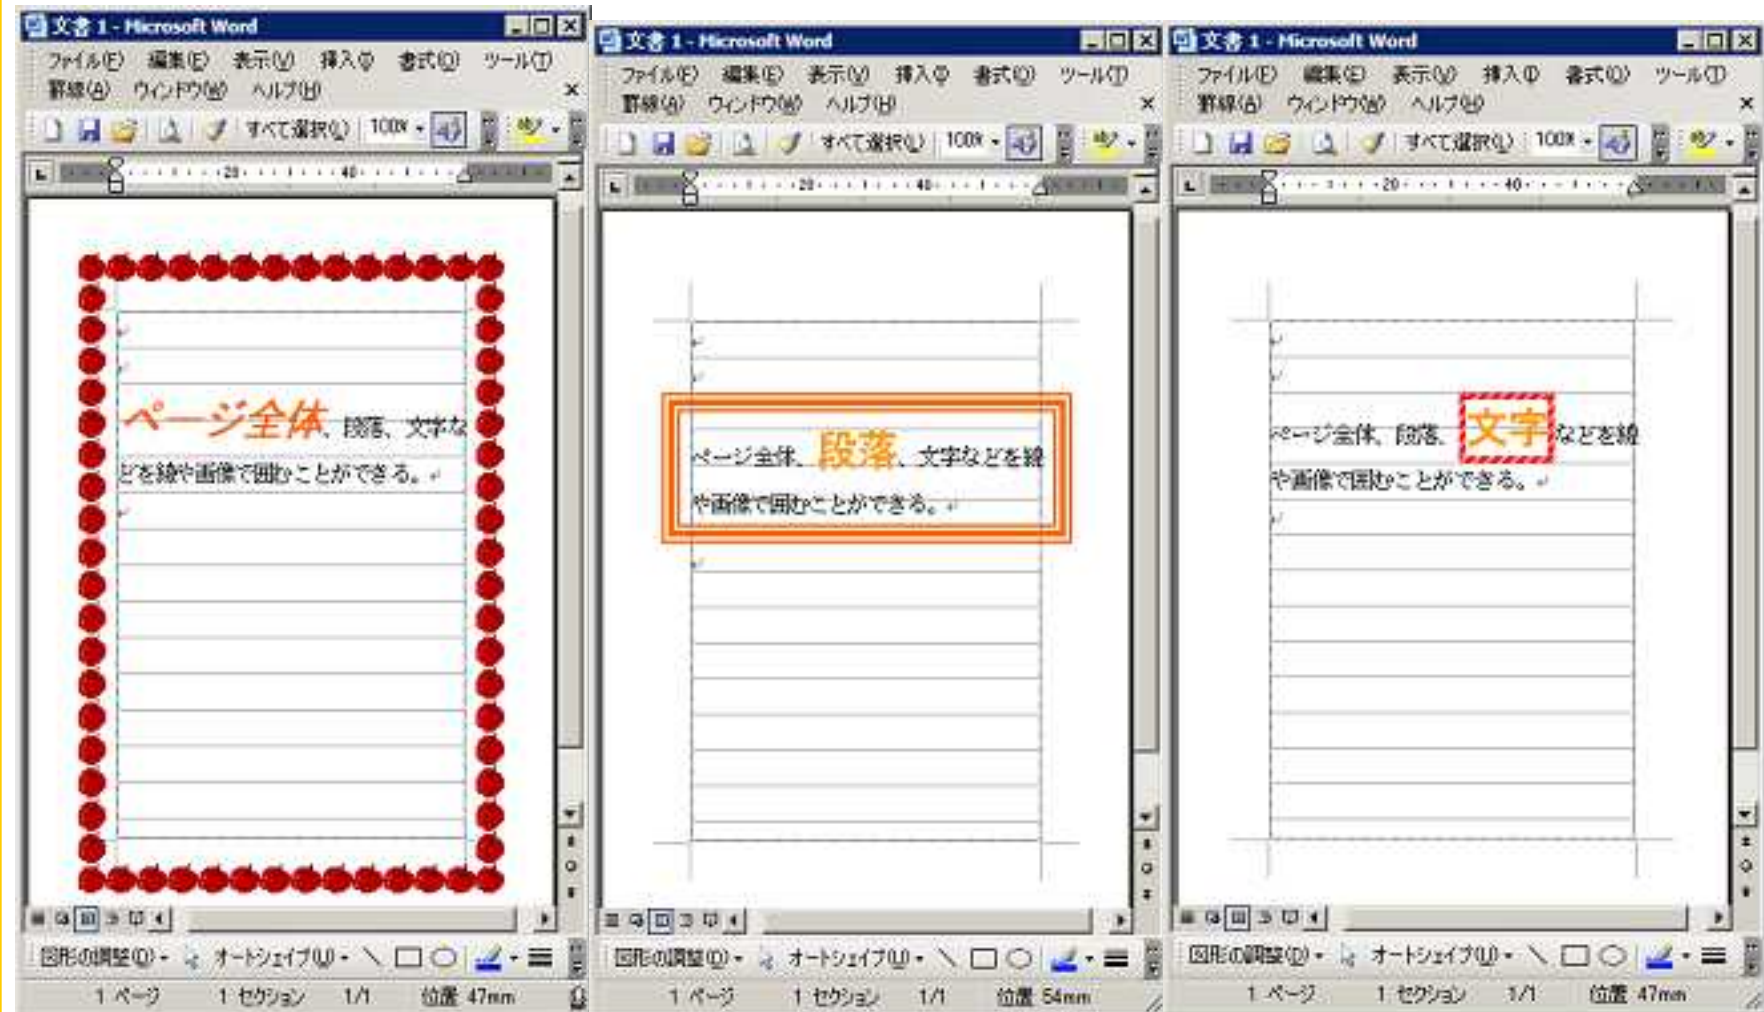 文書 1 - Microsoft Word
ファイル(F) 編集(E) 表示(V) 挿入(I) 書式(O) ツール(T)
罫線(A) ウィンドウ(W) ヘルプ(H)
すべて選択(L) 100%
20 40
ページ全体、段落、文字な
どを線や画像で囲むことができる。
図形の調整(D) オートシェイプ(U)
1 ページ 1 セクション 1/1 位置 47mm
文書 1 - Microsoft Word
ファイル(F) 編集(E) 表示(V) 挿入(I) 書式(O) ツール(T)
罫線(A) ウィンドウ(W) ヘルプ(H)
すべて選択(L) 100%
20 40
ページ全体、段落、文字などを線
や画像で囲むことができる。
図形の調整(D) オートシェイプ(U)
1 ページ 1 セクション 1/1 位置 54mm
文書 1 - Microsoft Word
ファイル(F) 編集(E) 表示(V) 挿入(I) 書式(O) ツール(T)
罫線(A) ウィンドウ(W) ヘルプ(H)
すべて選択(L) 100%
20 40
ページ全体、段落、文字などを線
や画像で囲むことができる。
図形の調整(D) オートシェイプ(U)
1 ページ 1 セクション 1/1 位置 47mm